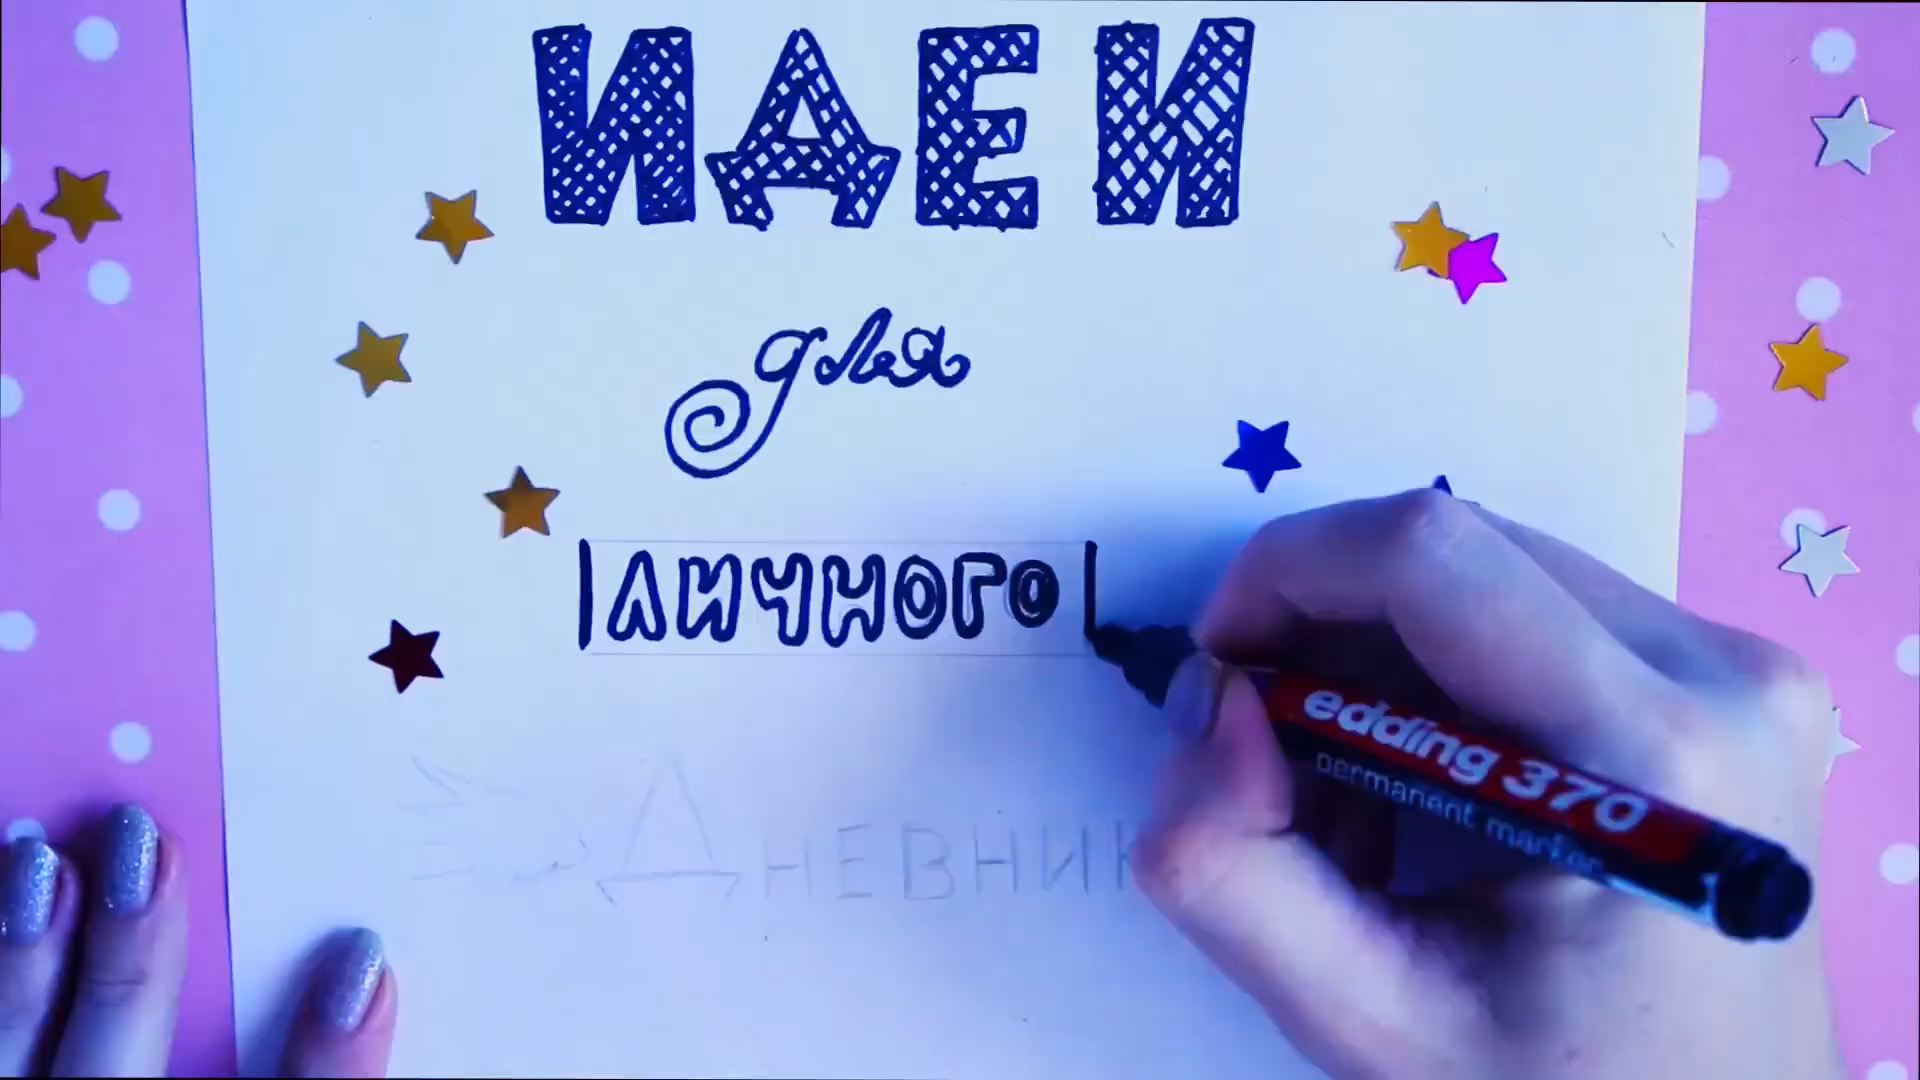 ИДЕИ
для
личного
Дневник
edding 370
permanent marker